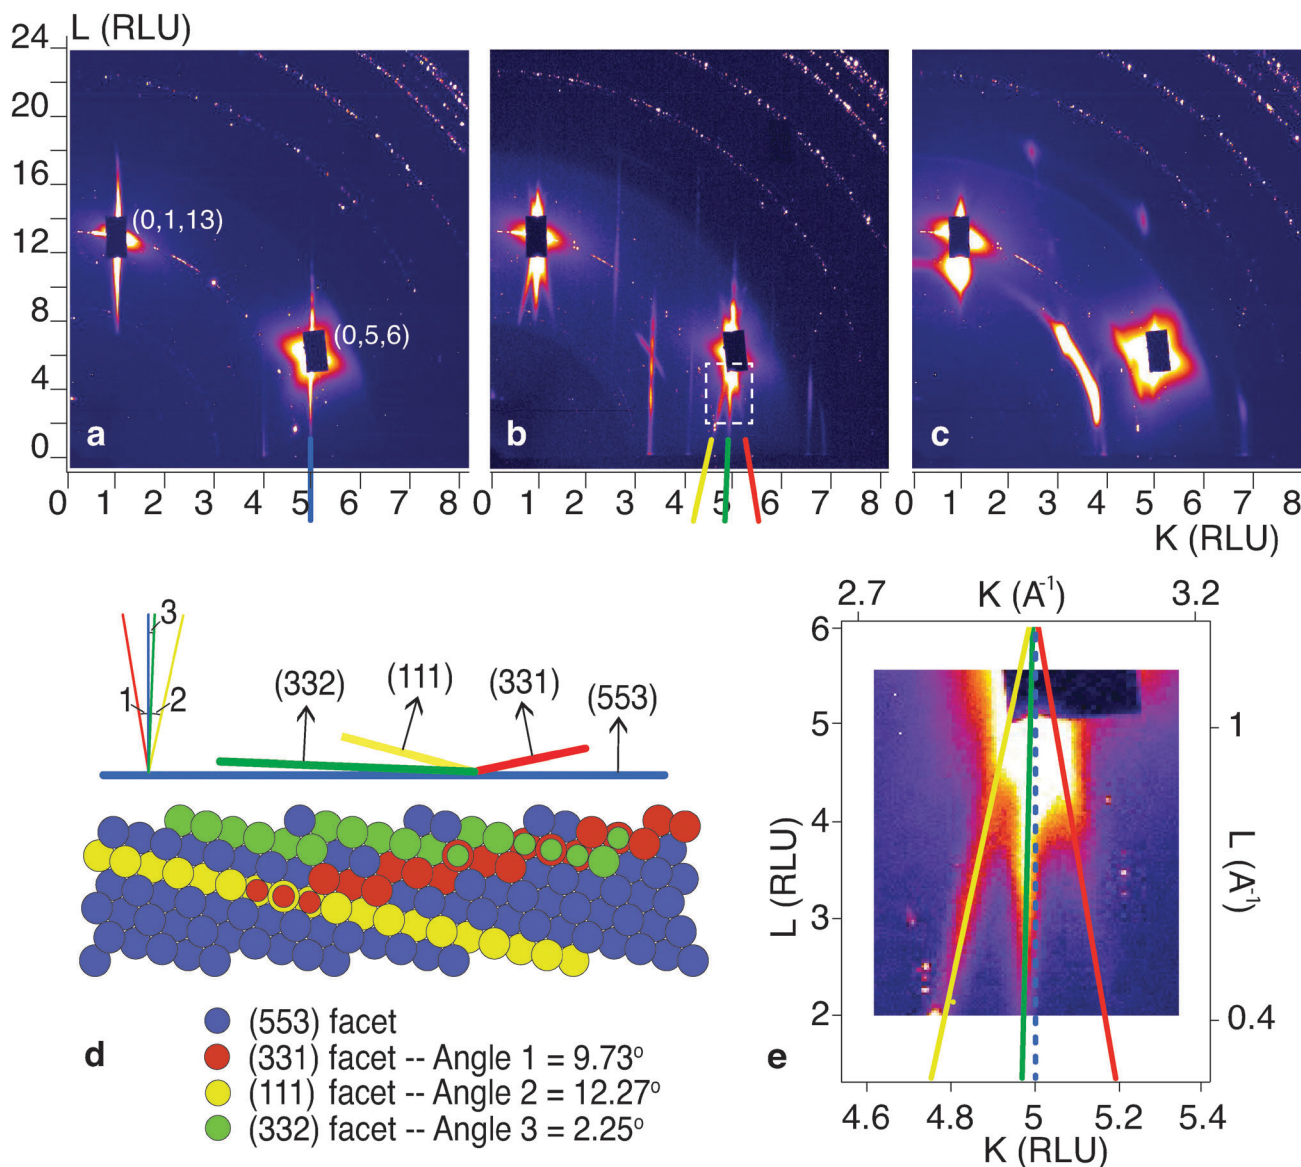 L (RLU)
24
20
16
12
8
4
0
(0,1,13)
(0,5,6)
a
b
c
0 1 2 3 4 5 6 7 8
0 1 2 3 4 5 6 7 8
0 1 2 3 4 5 6 7 8
K (RLU)
3
1
2
(332)
(111)
(331)
(553)
d
(553) facet
(331) facet -- Angle 1 = 9.73°
(111) facet -- Angle 2 = 12.27°
(332) facet -- Angle 3 = 2.25°
2.7
K (A⁻¹)
3.2
6
5
4
3
2
L (RLU)
1
L (A⁻¹)
0.4
e
4.6 4.8 5 5.2 5.4
K (RLU)